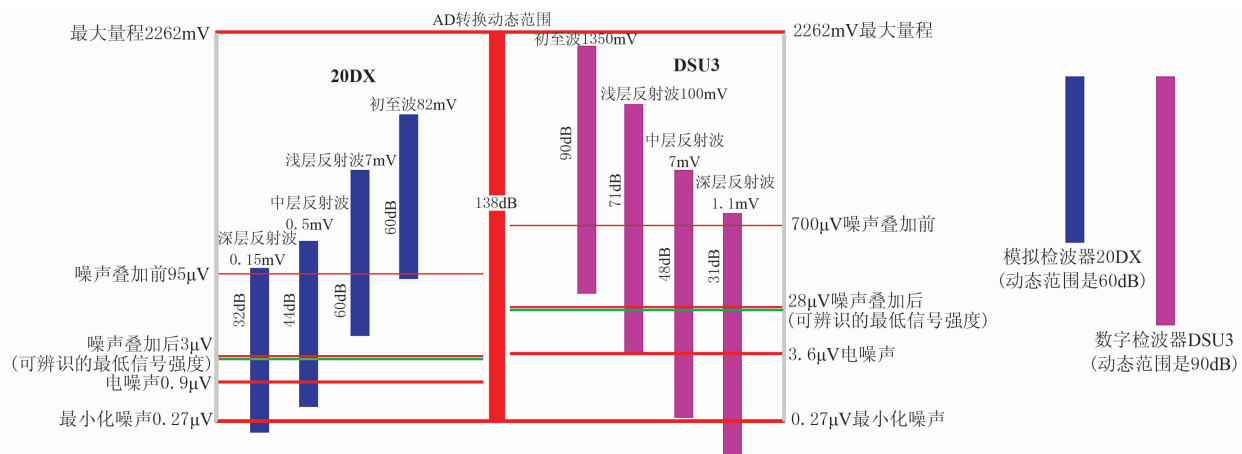 AD转换动态范围
最大量程2262mV
2262mV最大量程
20DX
DSU3
初至波82mV
浅层反射波7mV
中层反射波
0.5mV
深层反射波
0.15mV
60dB
60dB
44dB
32dB
138dB
初至波1350mV
浅层反射波100mV
中层反射波
7mV
深层反射波
1.1mV
90dB
71dB
48dB
31dB
噪声叠加前95μV
噪声叠加后3μV
(可辨识的最低信号强度)
电噪声0.9μV
最小化噪声0.27μV
700μV噪声叠加前
28μV噪声叠加后
(可辨识的最低信号强度)
3.6μV电噪声
0.27μV最小化噪声
模拟检波器20DX
(动态范围是60dB)
数字检波器DSU3
(动态范围是90dB)